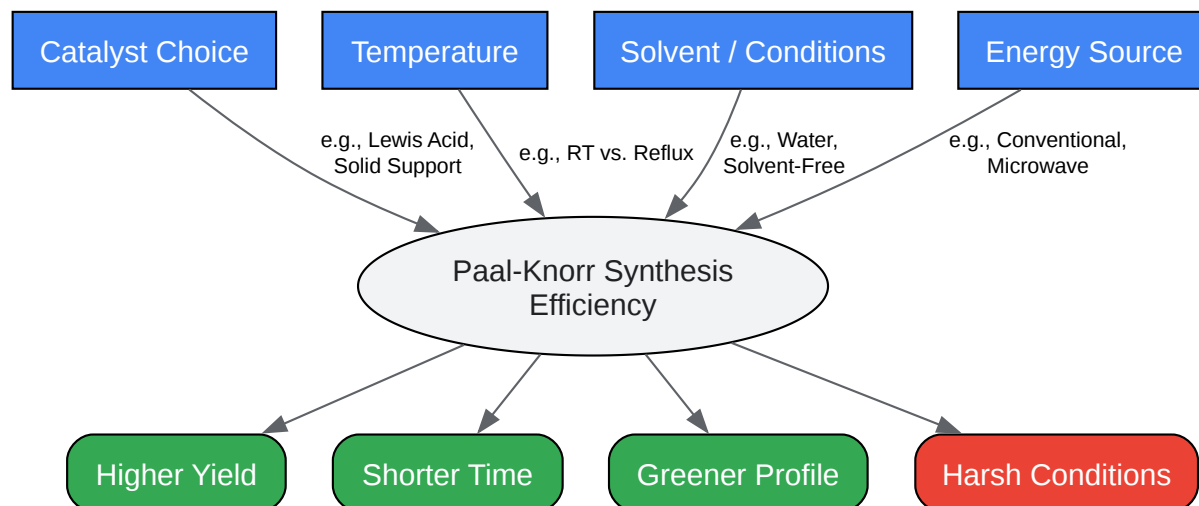 Catalyst Choice
Temperature
Solvent / Conditions
Energy Source
e.g., Lewis Acid,
Solid Support
e.g., RT vs. Reflux
e.g., Water,
Solvent-Free
e.g., Conventional,
Microwave
Paal-Knorr Synthesis
Efficiency
Higher Yield
Shorter Time
Greener Profile
Harsh Conditions